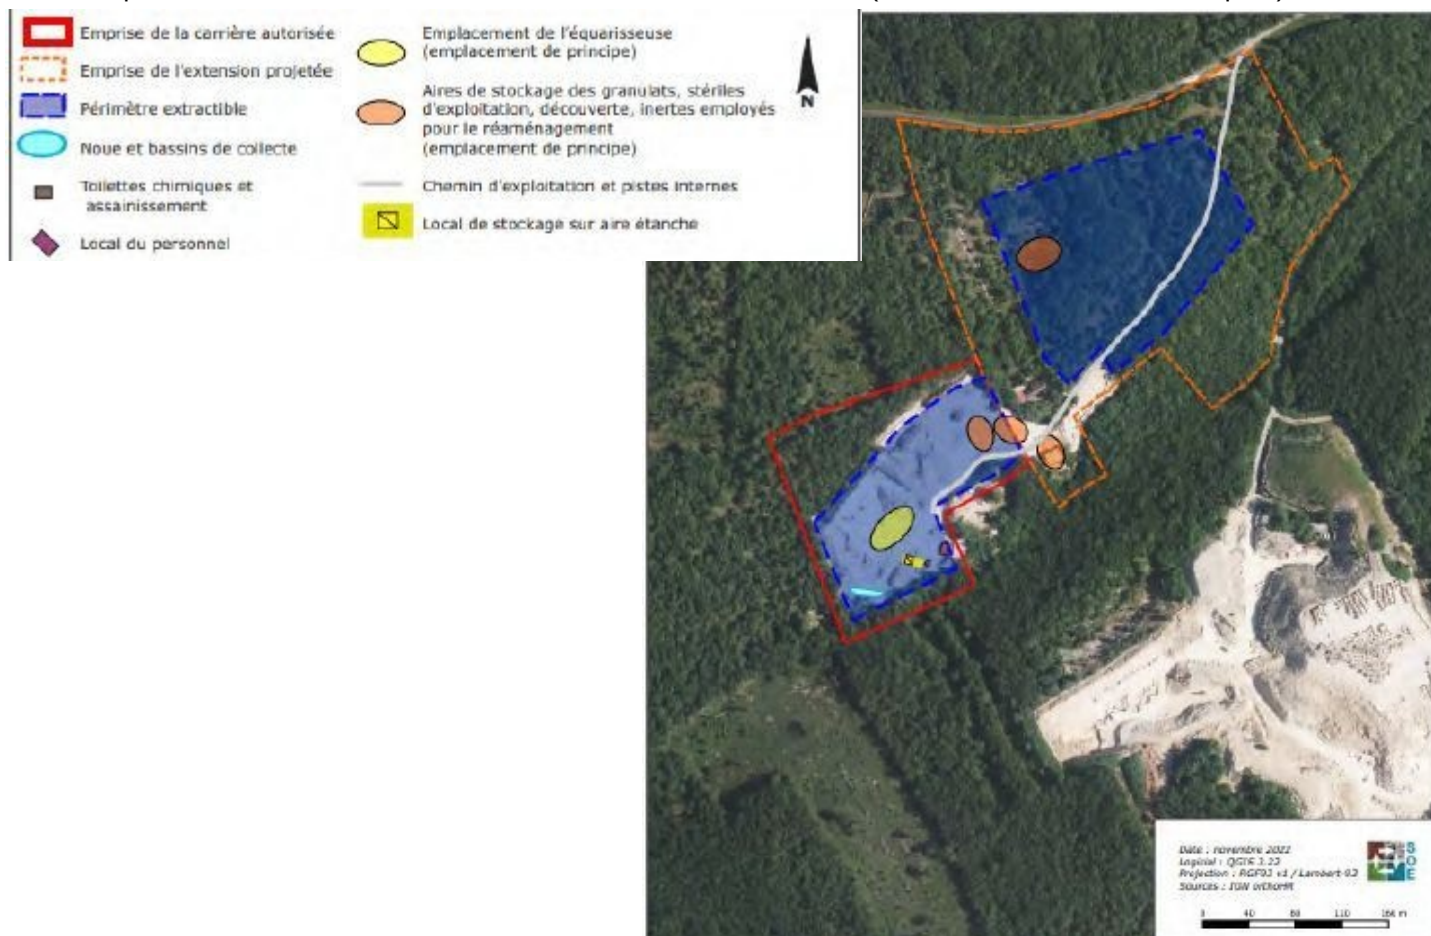 Emprise de la carrière autorisée
Emprise de l'extension projetée
Périmètre extractible
Noue et bassins de collecte
Toilettes chimiques et
assainissement
Local du personnel
Emplacement de l'équarisseuse
(emplacement de principe)
Aires de stockage des granulats, stériles
d'exploitation, découverte, inertes employés
pour le réaménagement
(emplacement de principe)
Chemin d'exploitation et pistes internes
Local de stockage sur aire étanche
N
Date : novembre 2022
Logiciel : QGIS 3.22
Projection : RGF93 v1 / Lambert-93
Sources : IGN orthoHR
SOE
40
80
160 m